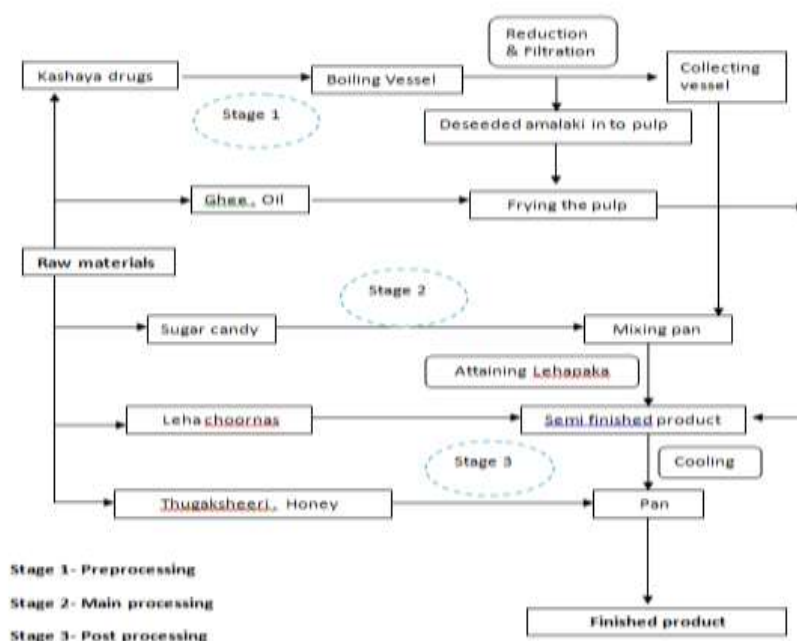 Reduction
& Filtration
Kashaya drugs
Boiling Vessel
Collecting
vessel
Stage 1
Deseeded amalaki in to pulp
Ghee, Oil
Frying the pulp
Raw materials
Stage 2
Sugar candy
Mixing pan
Attaining Lehapaka
Leha choornas
Semi finished product
Stage 3
Cooling
Thugaksheeri, Honey
Pan
Stage 1- Preprocessing
Stage 2- Main processing
Stage 3- Post processing
Finished product